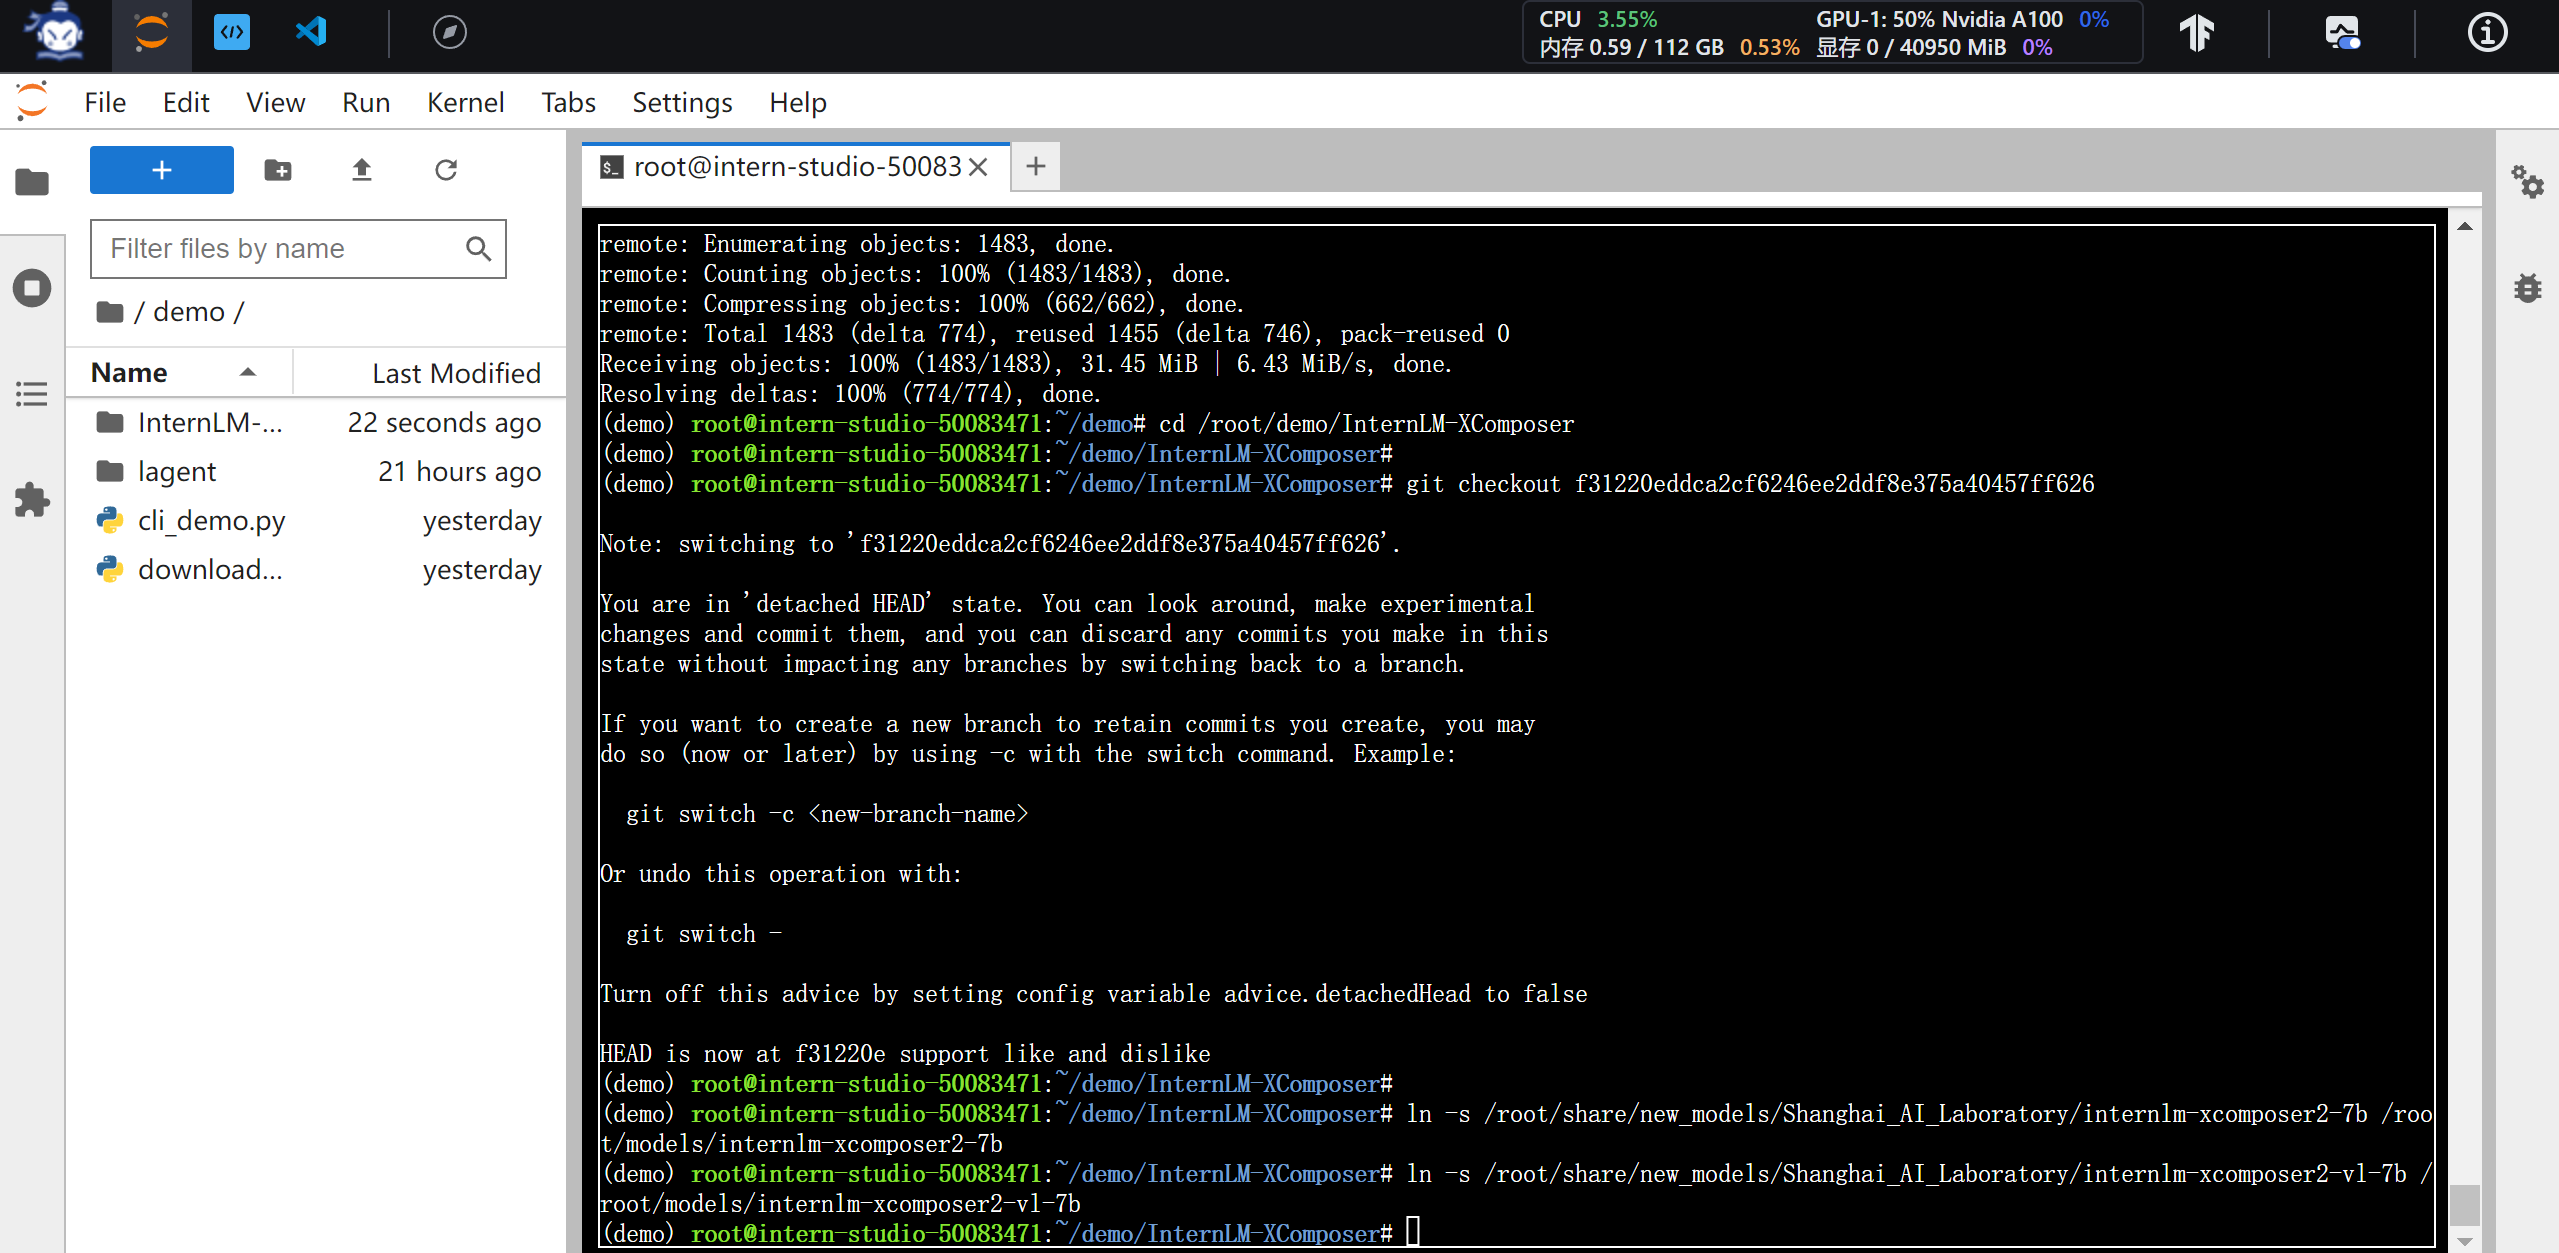 CPU 3.55% GPU-1: 50% Nvidia A100 0%
内存 0.59 / 112 GB 0.53% 显存 0 / 40950 MiB 0%
File Edit View Run Kernel Tabs Settings Help
root@intern-studio-50083
Filter files by name
/ demo /
Name Last Modified
InternLM-... 22 seconds ago
lagent 21 hours ago
cli_demo.py yesterday
download... yesterday
remote: Enumerating objects: 1483, done.
remote: Counting objects: 100% (1483/1483), done.
remote: Compressing objects: 100% (662/662), done.
remote: Total 1483 (delta 774), reused 1455 (delta 746), pack-reused 0
Receiving objects: 100% (1483/1483), 31.45 MiB | 6.43 MiB/s, done.
Resolving deltas: 100% (774/774), done.
(demo) root@intern-studio-50083471:~/demo# cd /root/demo/InternLM-XComposer
(demo) root@intern-studio-50083471:~/demo/InternLM-XComposer#
(demo) root@intern-studio-50083471:~/demo/InternLM-XComposer# git checkout f31220eddca2cf6246ee2ddf8e375a40457ff626
Note: switching to 'f31220eddca2cf6246ee2ddf8e375a40457ff626'.
You are in 'detached HEAD' state. You can look around, make experimental
changes and commit them, and you can discard any commits you make in this
state without impacting any branches by switching back to a branch.
If you want to create a new branch to retain commits you create, you may
do so (now or later) by using -c with the switch command. Example:
git switch -c <new-branch-name>
Or undo this operation with:
git switch -
Turn off this advice by setting config variable advice.detachedHead to false
HEAD is now at f31220e support like and dislike
(demo) root@intern-studio-50083471:~/demo/InternLM-XComposer#
(demo) root@intern-studio-50083471:~/demo/InternLM-XComposer# ln -s /root/share/new_models/Shanghai_AI_Laboratory/internlm-xcomposer2-7b /roo
t/models/internlm-xcomposer2-7b
(demo) root@intern-studio-50083471:~/demo/InternLM-XComposer# ln -s /root/share/new_models/Shanghai_AI_Laboratory/internlm-xcomposer2-vl-7b /
root/models/internlm-xcomposer2-vl-7b
(demo) root@intern-studio-50083471:~/demo/InternLM-XComposer#